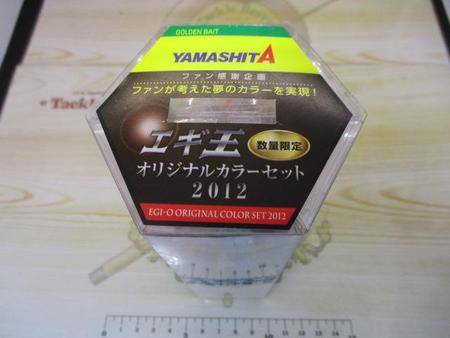 GOLDEN BAIT
YAMASHITA
ファン感謝企画
ファンが考えた夢のカラーを実現!
エギ王
数量限定
オリジナルカラーセット
2012
EGI-O ORIGINAL COLOR SET 2012